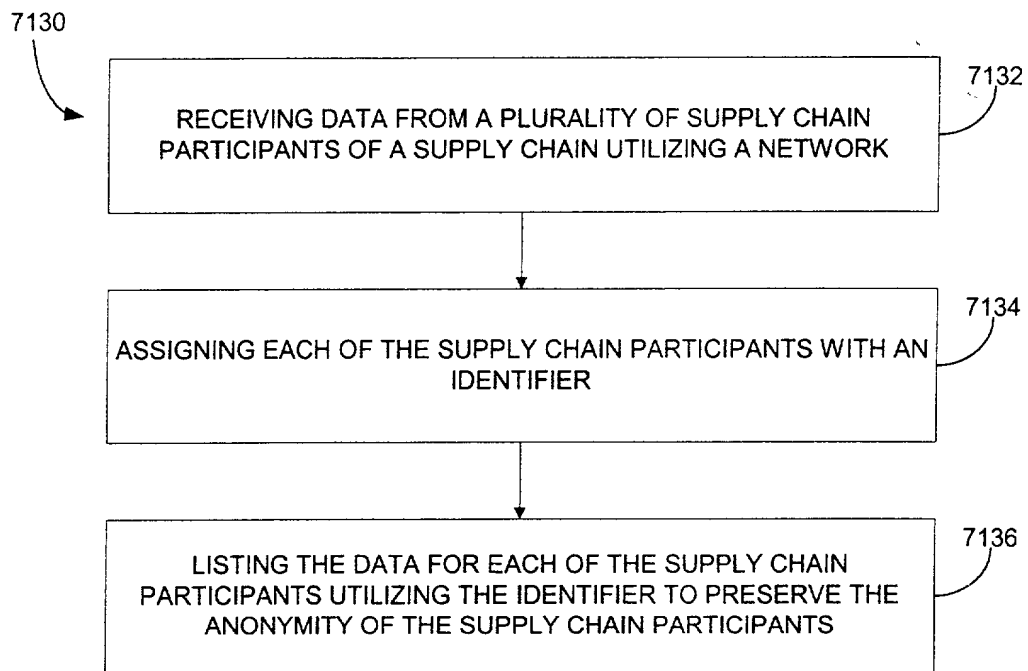 7130
7132
RECEIVING DATA FROM A PLURALITY OF SUPPLY CHAIN
PARTICIPANTS OF A SUPPLY CHAIN UTILIZING A NETWORK
7134
ASSIGNING EACH OF THE SUPPLY CHAIN PARTICIPANTS WITH AN
IDENTIFIER
7136
LISTING THE DATA FOR EACH OF THE SUPPLY CHAIN
PARTICIPANTS UTILIZING THE IDENTIFIER TO PRESERVE THE
ANONYMITY OF THE SUPPLY CHAIN PARTICIPANTS